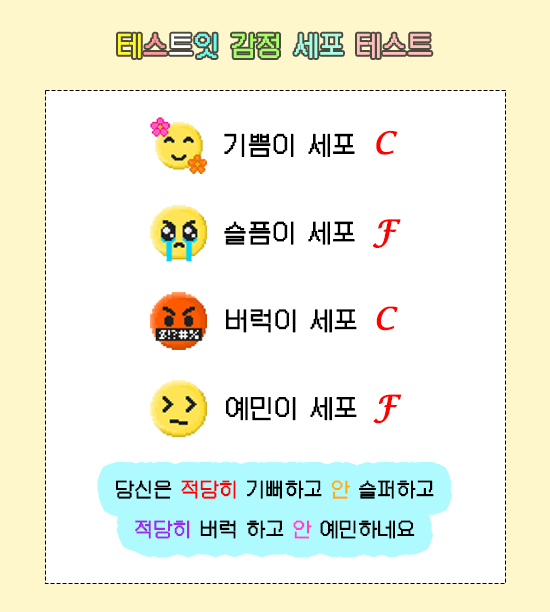 테스트잇 감정 세포 테스트
기쁨이 세포 C
슬픔이 세포 F
버럭이 세포 C
&!?#%
예민이 세포 F
당신은 적당히 기뻐하고 안 슬퍼하고
적당히 버럭 하고 안 예민하네요